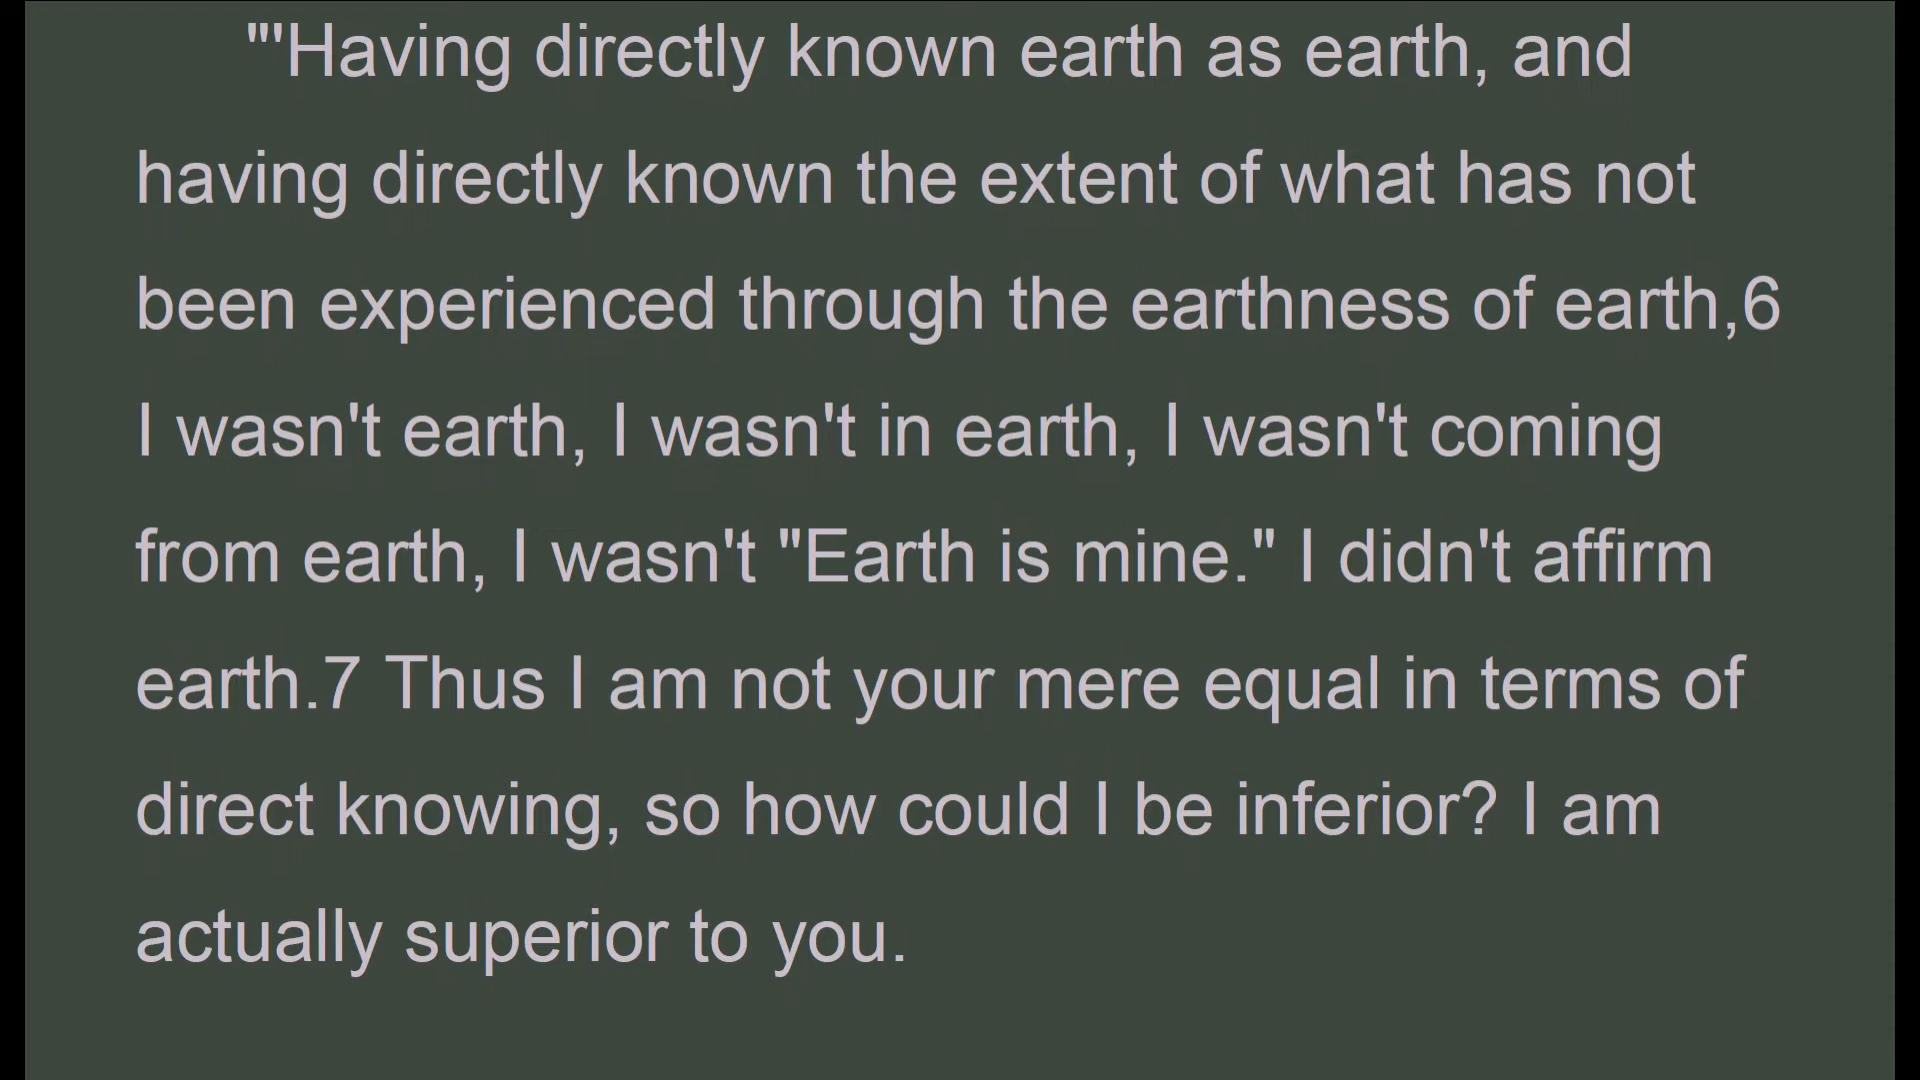 "'Having directly known earth as earth, and
having directly known the extent of what has not
been experienced through the earthness of earth,6
I wasn't earth, I wasn't in earth, I wasn't coming
from earth, I wasn't "Earth is mine." I didn't affirm
earth.7 Thus I am not your mere equal in terms of
direct knowing, so how could I be inferior? I am
actually superior to you.